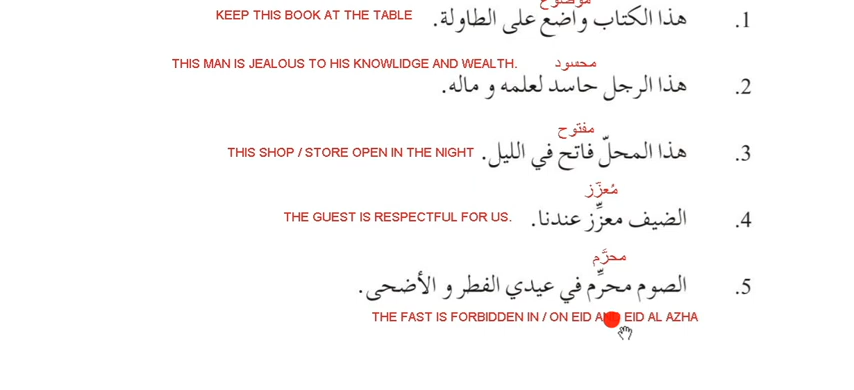 موضوع
KEEP THIS BOOK AT THE TABLE
1. هذا الكتاب واضع على الطاولة.
THIS MAN IS JEALOUS TO HIS KNOWLIDGE AND WEALTH. محسود
2. هذا الرجل حاسد لعلمه و ماله.
مفتوح
3. هذا المحلّ فاتح في الليل. THIS SHOP / STORE OPEN IN THE NIGHT
مُعزَّز
4. الضيف معزِّز عندنا. THE GUEST IS RESPECTFUL FOR US.
محرَّم
5. الصوم محرِّم في عيدي الفطر و الأضحى.
THE FAST IS FORBIDDEN IN / ON EID EID AL AZHA